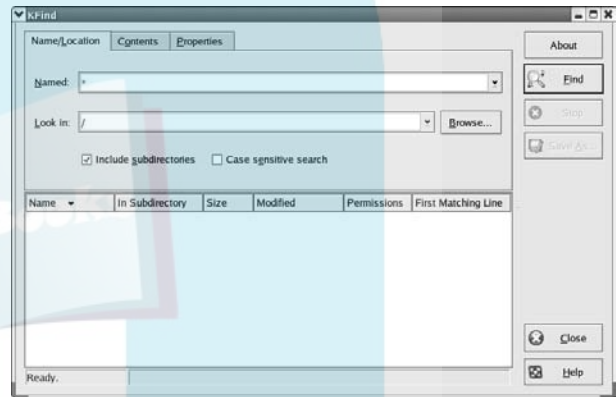 KFind
Name/Location Contents Properties
About
Named: *
Find
Look in: / Browse...
Stop
Include subdirectories Case sensitive search
Save As...
Name In Subdirectory Size Modified Permissions First Matching Line
Close
Ready.
Help